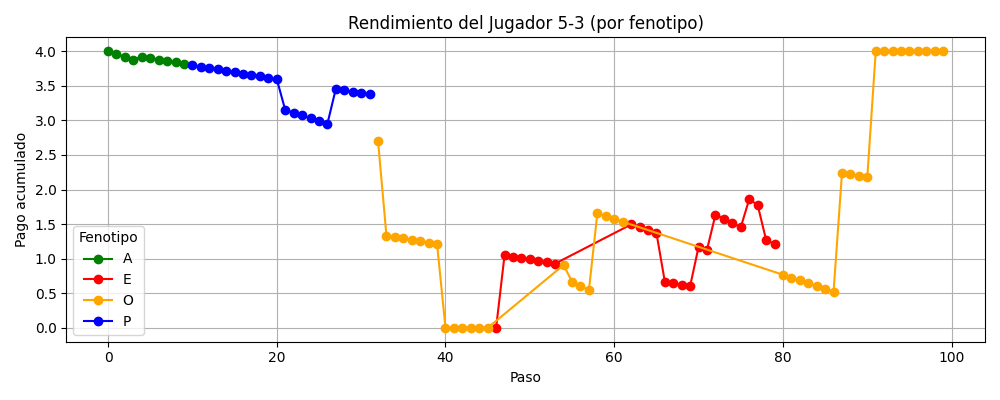 Rendimiento del Jugador 5-3 (por fenotipo)
Pago acumulado
4.0
3.5
3.0
2.5
2.0
1.5
1.0
0.5
0.0
Fenotipo
A
E
O
P
0 20 40 60 80 100
Paso